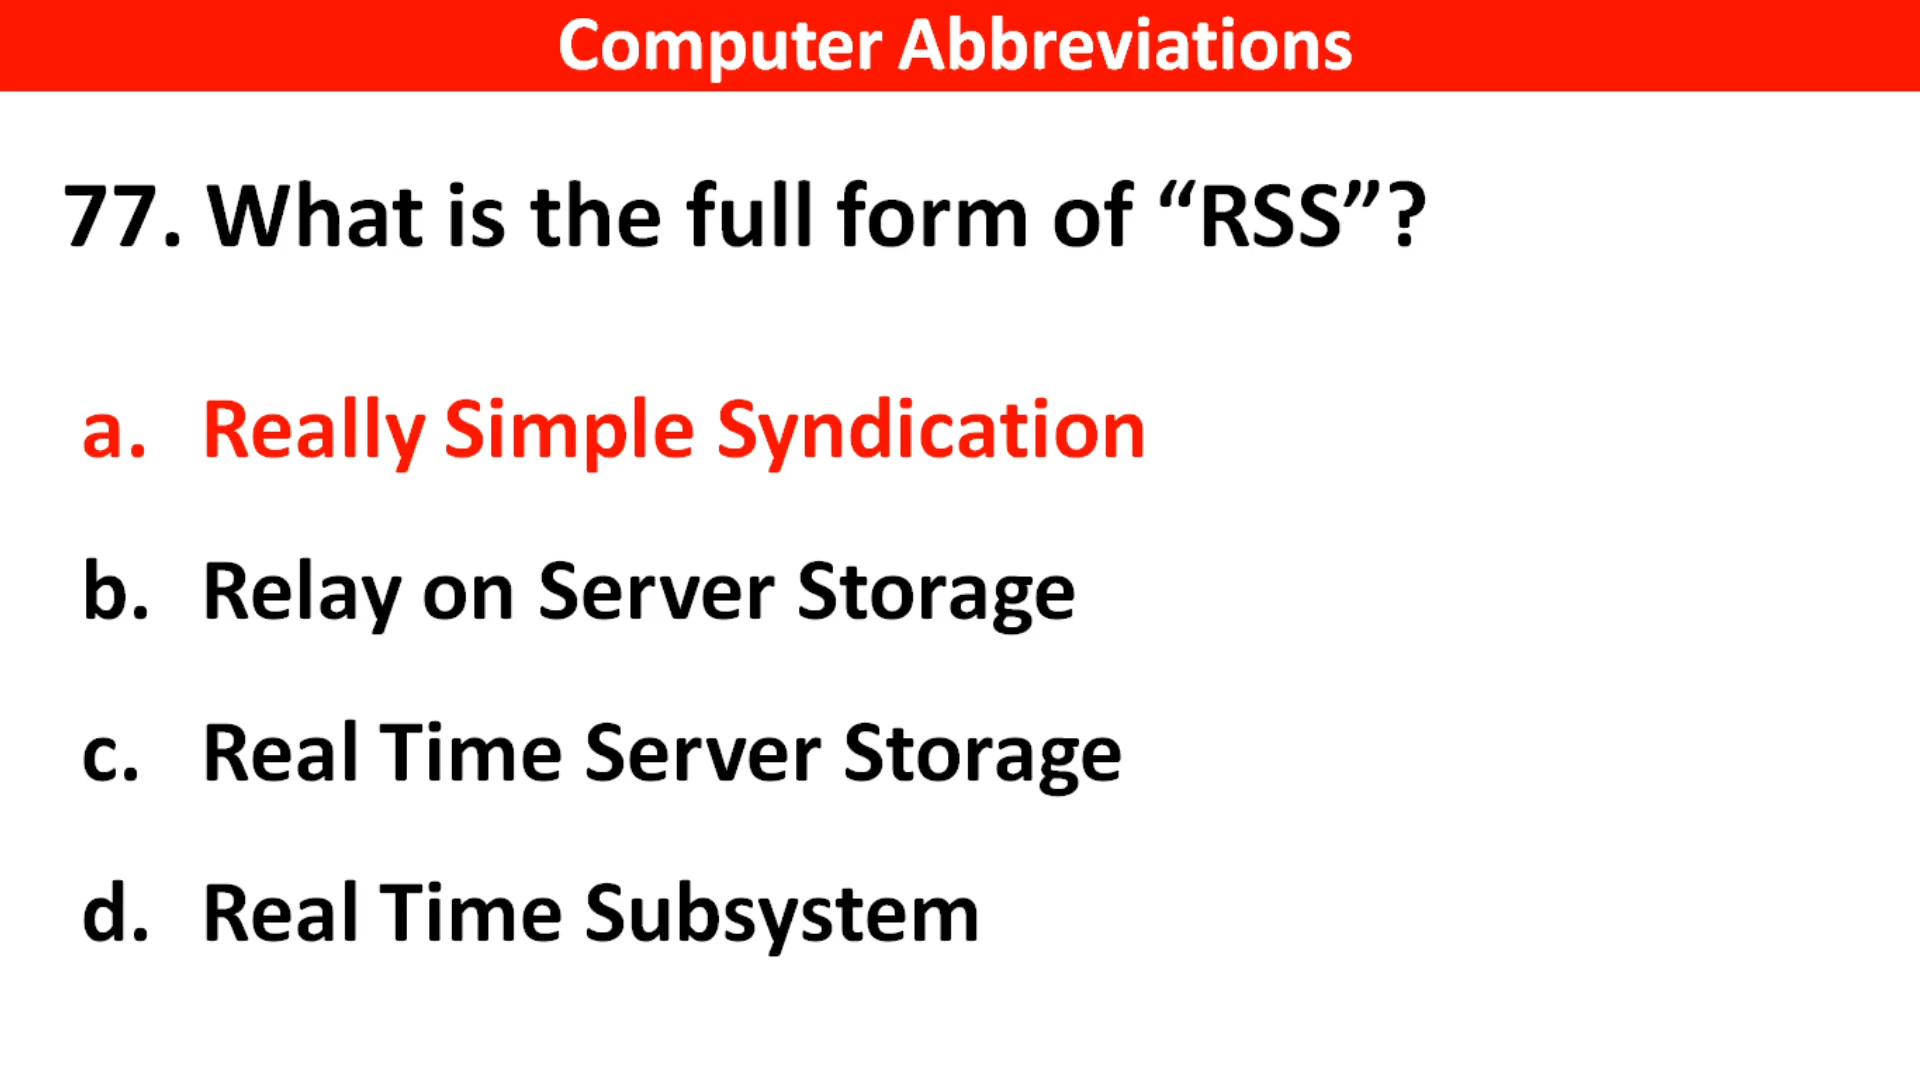 Computer Abbreviations
77. What is the full form of “RSS”?
a. Really Simple Syndication
b. Relay on Server Storage
c. Real Time Server Storage
d. Real Time Subsystem